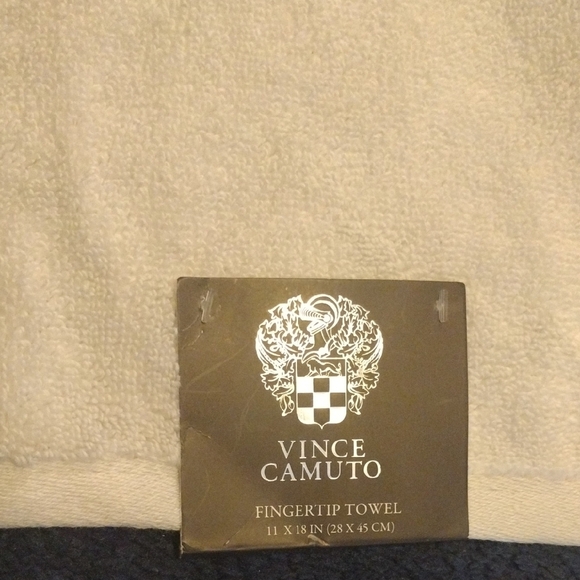 VINCE
CAMUTO
FINGERTIP TOWEL
11 X 18 IN (28 X 45 CM)